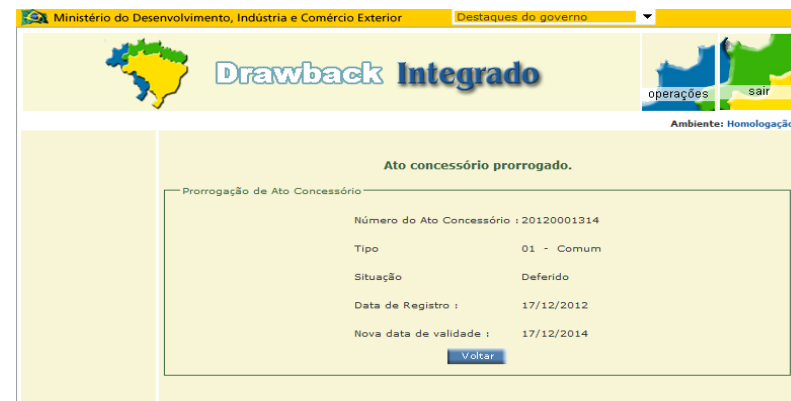 Ministério do Desenvolvimento, Indústria e Comércio Exterior Destaques do governo
Drawback Integrado
operações sair
Ambiente: Homologação
Ato concessório prorrogado.
Prorrogação de Ato Concessório
Número do Ato Concessório : 20120001314
Tipo 01 - Comum
Situação Deferido
Data de Registro : 17/12/2012
Nova data de validade : 17/12/2014
Voltar